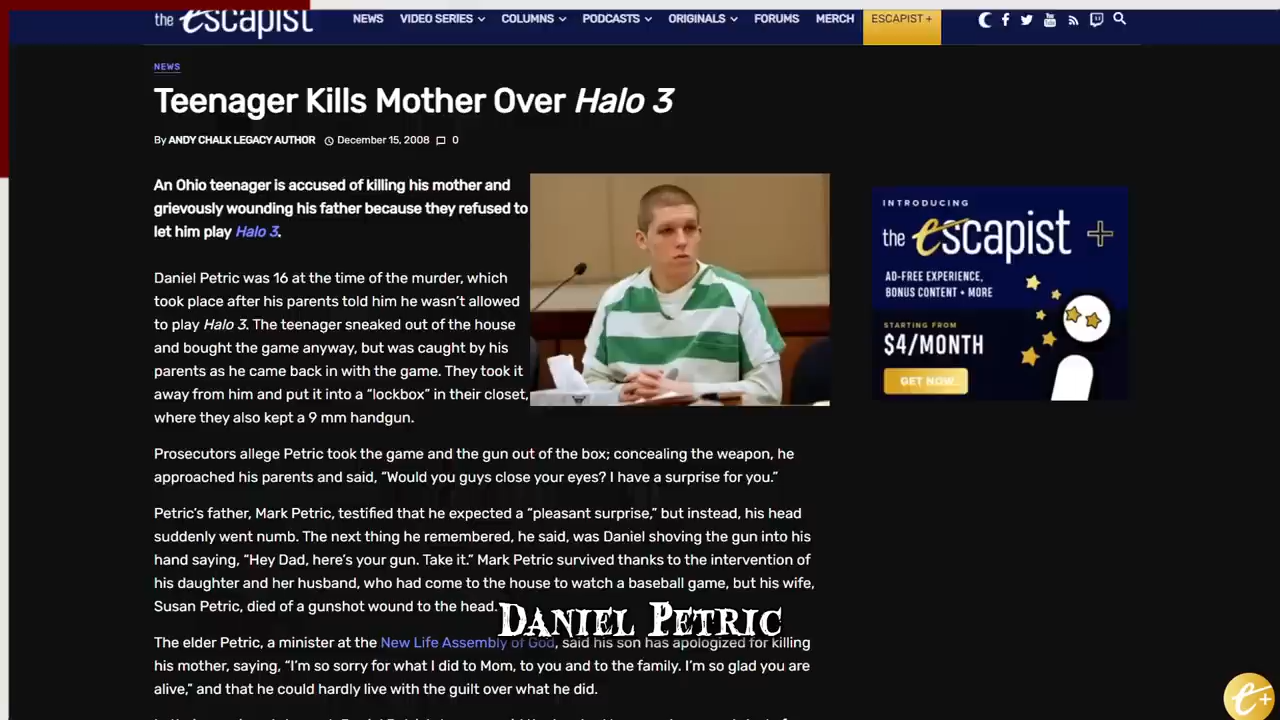 the escapist
NEWS
VIDEO SERIES
COLUMNS
PODCASTS
ORIGINALS
FORUMS
MERCH
ESCAPIST +
NEWS
Teenager Kills Mother Over Halo 3
By ANDY CHALK LEGACY AUTHOR December 15, 2008 0
An Ohio teenager is accused of killing his mother and
grievously wounding his father because they refused to
let him play Halo 3.
Daniel Petric was 16 at the time of the murder, which
took place after his parents told him he wasn't allowed
to play Halo 3. The teenager sneaked out of the house
and bought the game anyway, but was caught by his
parents as he came back in with the game. They took it
away from him and put it into a “lockbox” in their closet,
where they also kept a 9 mm handgun.
Prosecutors allege Petric took the game and the gun out of the box; concealing the weapon, he
approached his parents and said, “Would you guys close your eyes? I have a surprise for you.”
Petric's father, Mark Petric, testified that he expected a “pleasant surprise,” but instead, his head
suddenly went numb. The next thing he remembered, he said, was Daniel shoving the gun into his
hand saying, “Hey Dad, here's your gun. Take it.” Mark Petric survived thanks to the intervention of
his daughter and her husband, who had come to the house to watch a baseball game, but his wife,
Susan Petric, died of a gunshot wound to the head.
Daniel Petric
The elder Petric, a minister at the New Life Assembly of God, said his son has apologized for killing
his mother, saying, “I'm so sorry for what I did to Mom, to you and to the family. I'm so glad you are
alive,” and that he could hardly live with the guilt over what he did.
INTRODUCING
the escapist +
AD-FREE EXPERIENCE,
BONUS CONTENT + MORE
STARTING FROM
$4/MONTH
GET NOW
e+